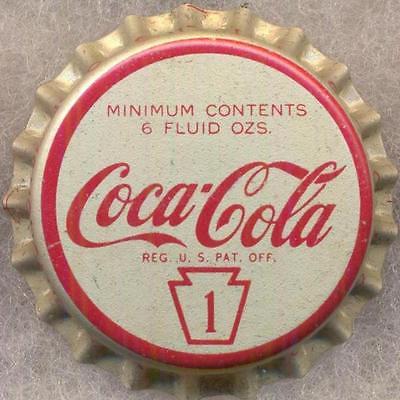 MINIMUM CONTENTS
6 FLUID OZS.
Coca-Cola
REG. U. S. PAT. OFF.
1